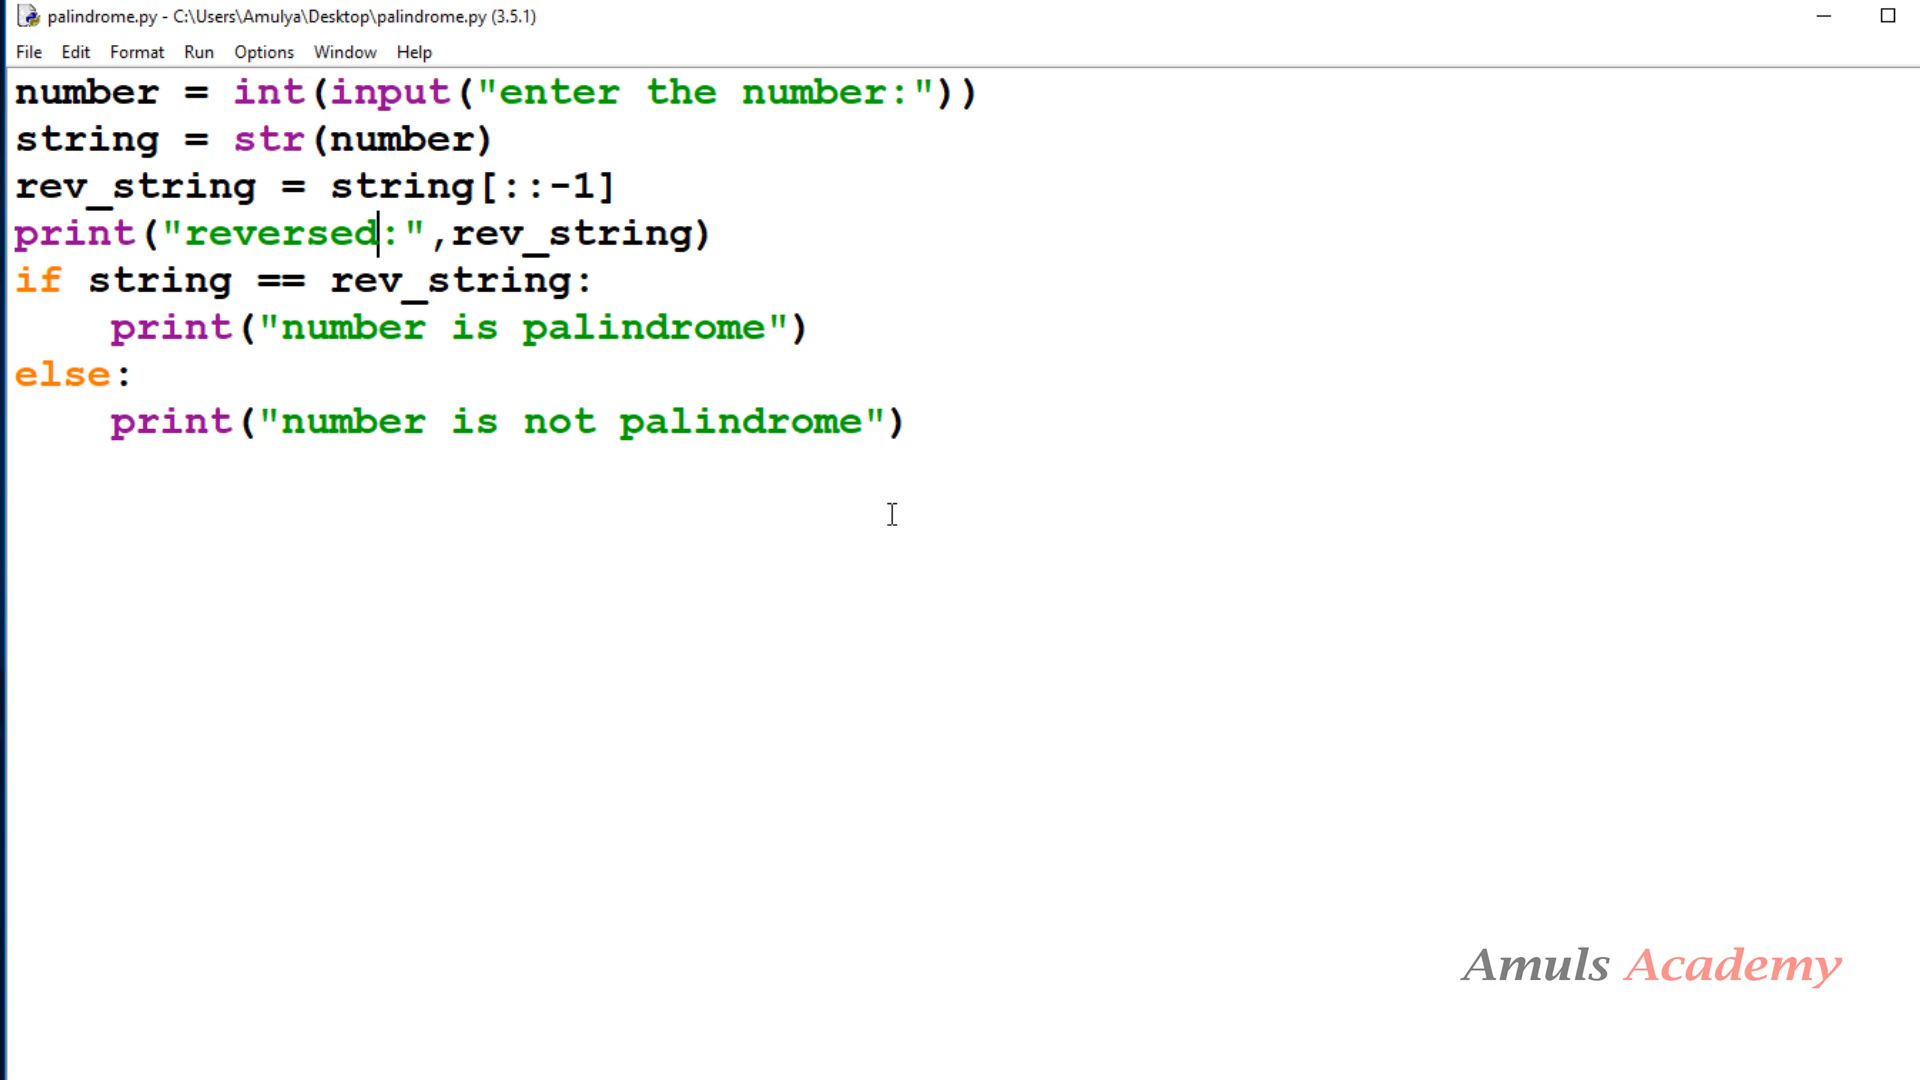 palindrome.py - C:\Users\Amulya\Desktop\palindrome.py (3.5.1)
File Edit Format Run Options Window Help
number = int(input("enter the number:"))
string = str(number)
rev_string = string[::-1]
print("reversed:",rev_string)
if string == rev_string:
    print("number is palindrome")
else:
    print("number is not palindrome")
Amuls Academy